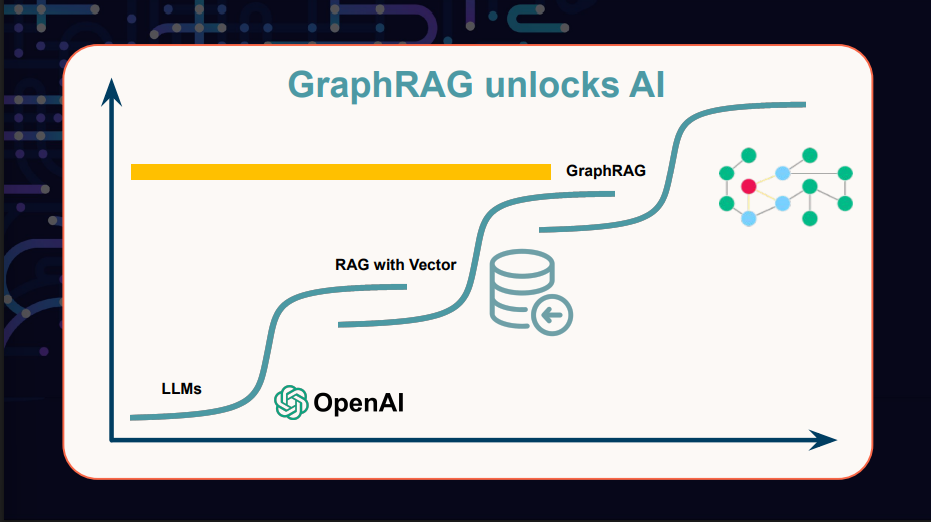 GraphRAG unlocks AI
GraphRAG
RAG with Vector
LLMs
OpenAI